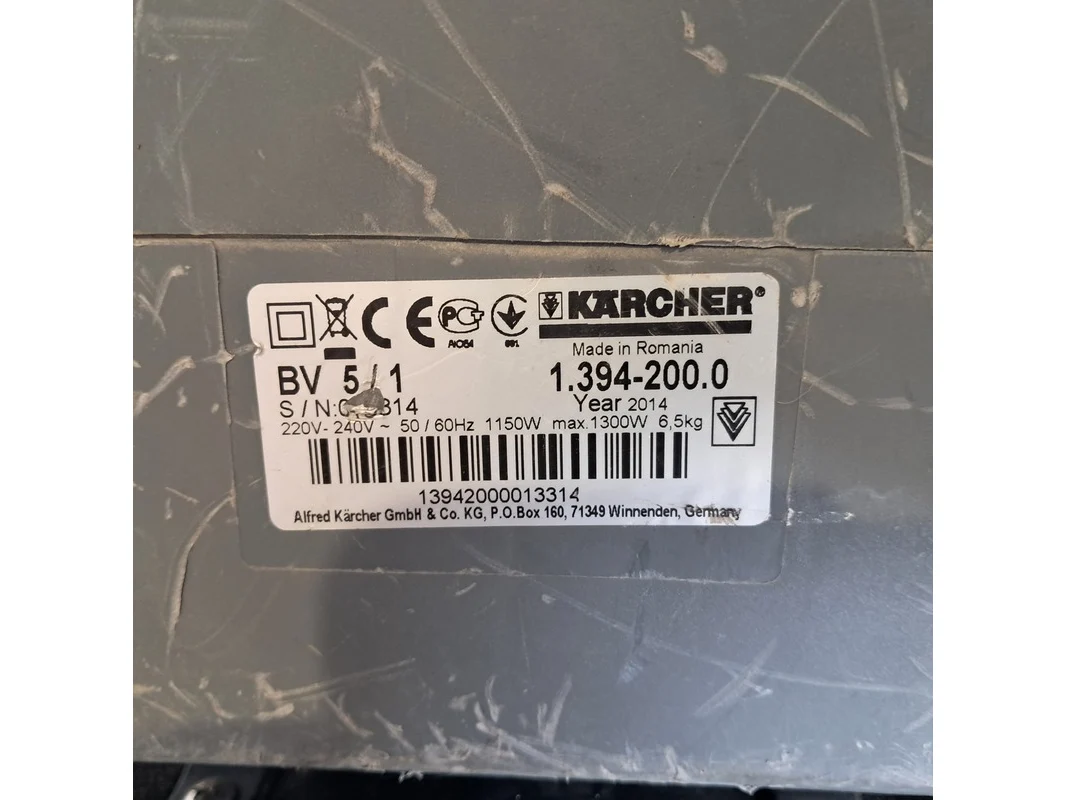 KÄRCHER®
Made in Romania
BV 5/1 1.394-200.0
S/N: Year 2014
220V- 240V ~ 50/60Hz 1150W max.1300W 6,5kg
13942000013314
Alfred Kärcher GmbH & Co. KG, P.O.Box 160, 71349 Winnenden, Germany